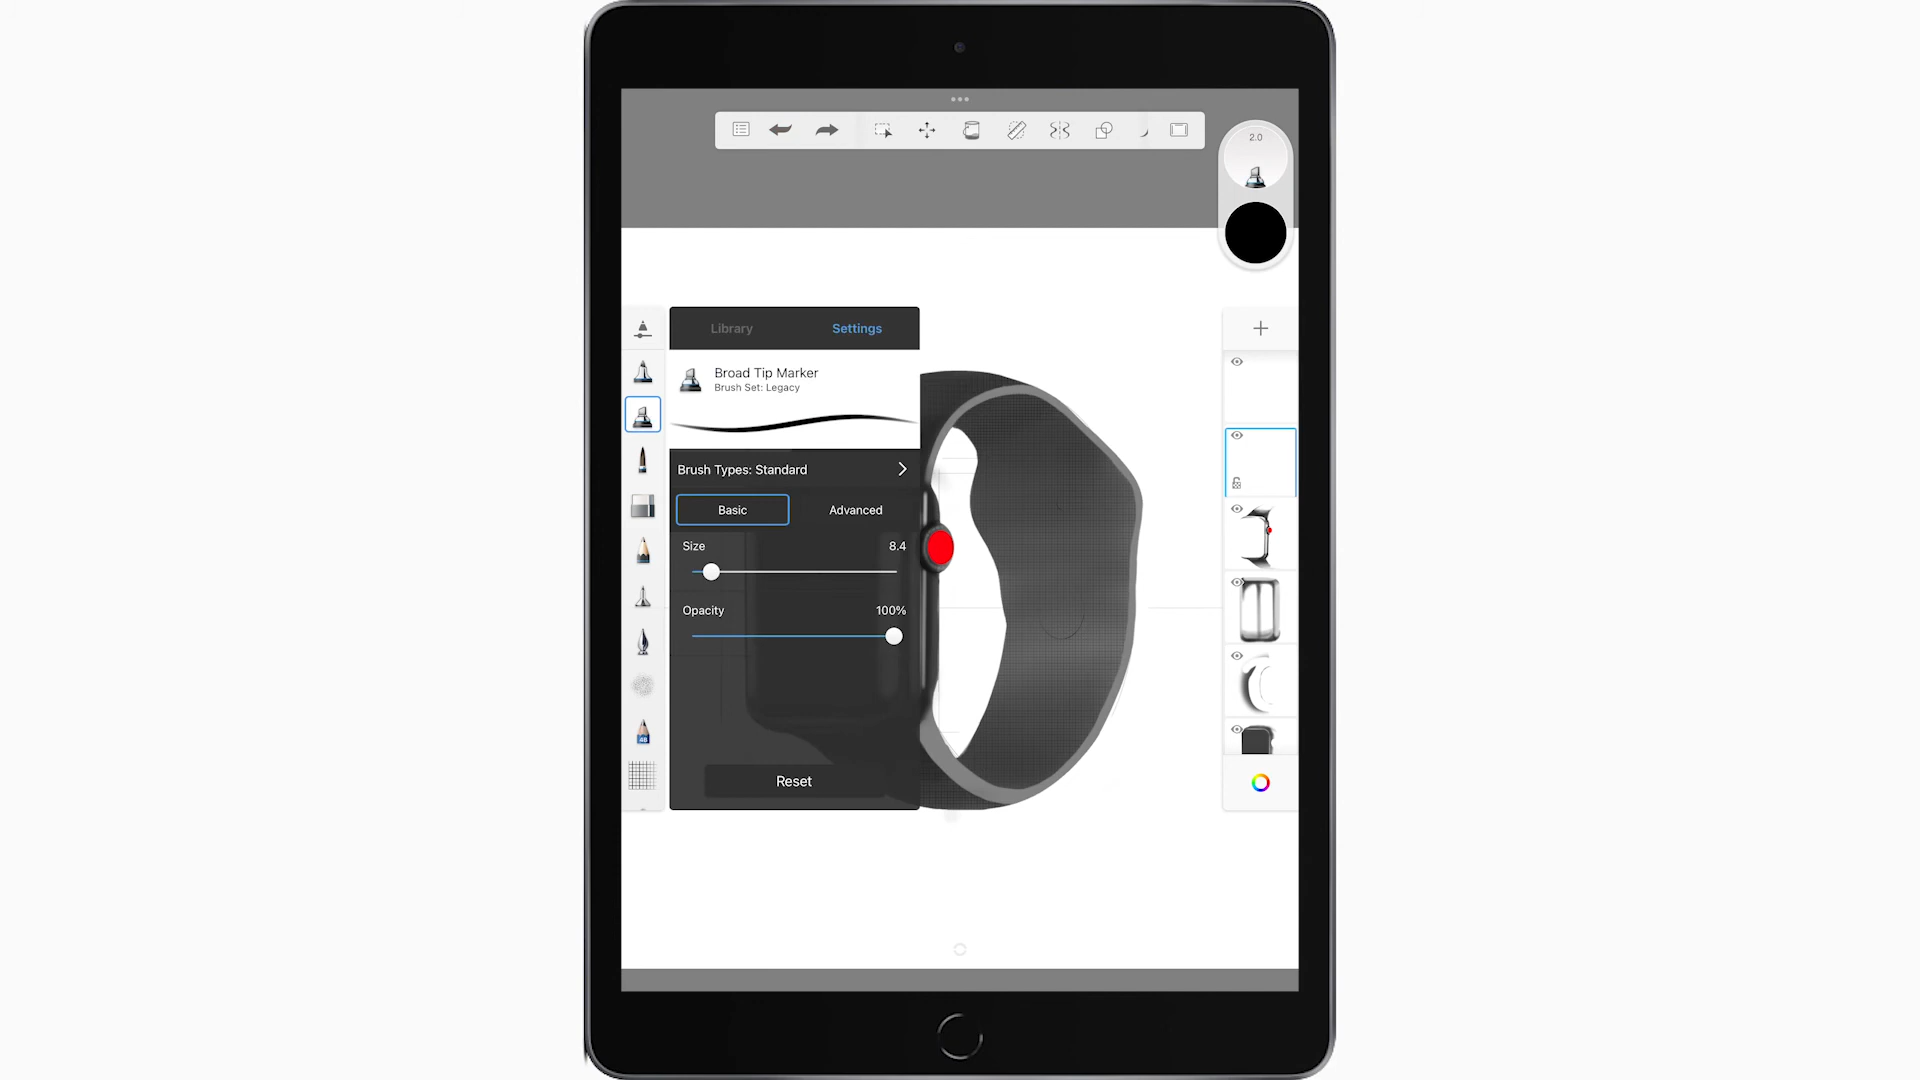 2.0
Library
Settings
Broad Tip Marker
Brush Set: Legacy
Brush Types: Standard
Basic
Advanced
Size
8.4
Opacity
100%
Reset
4B